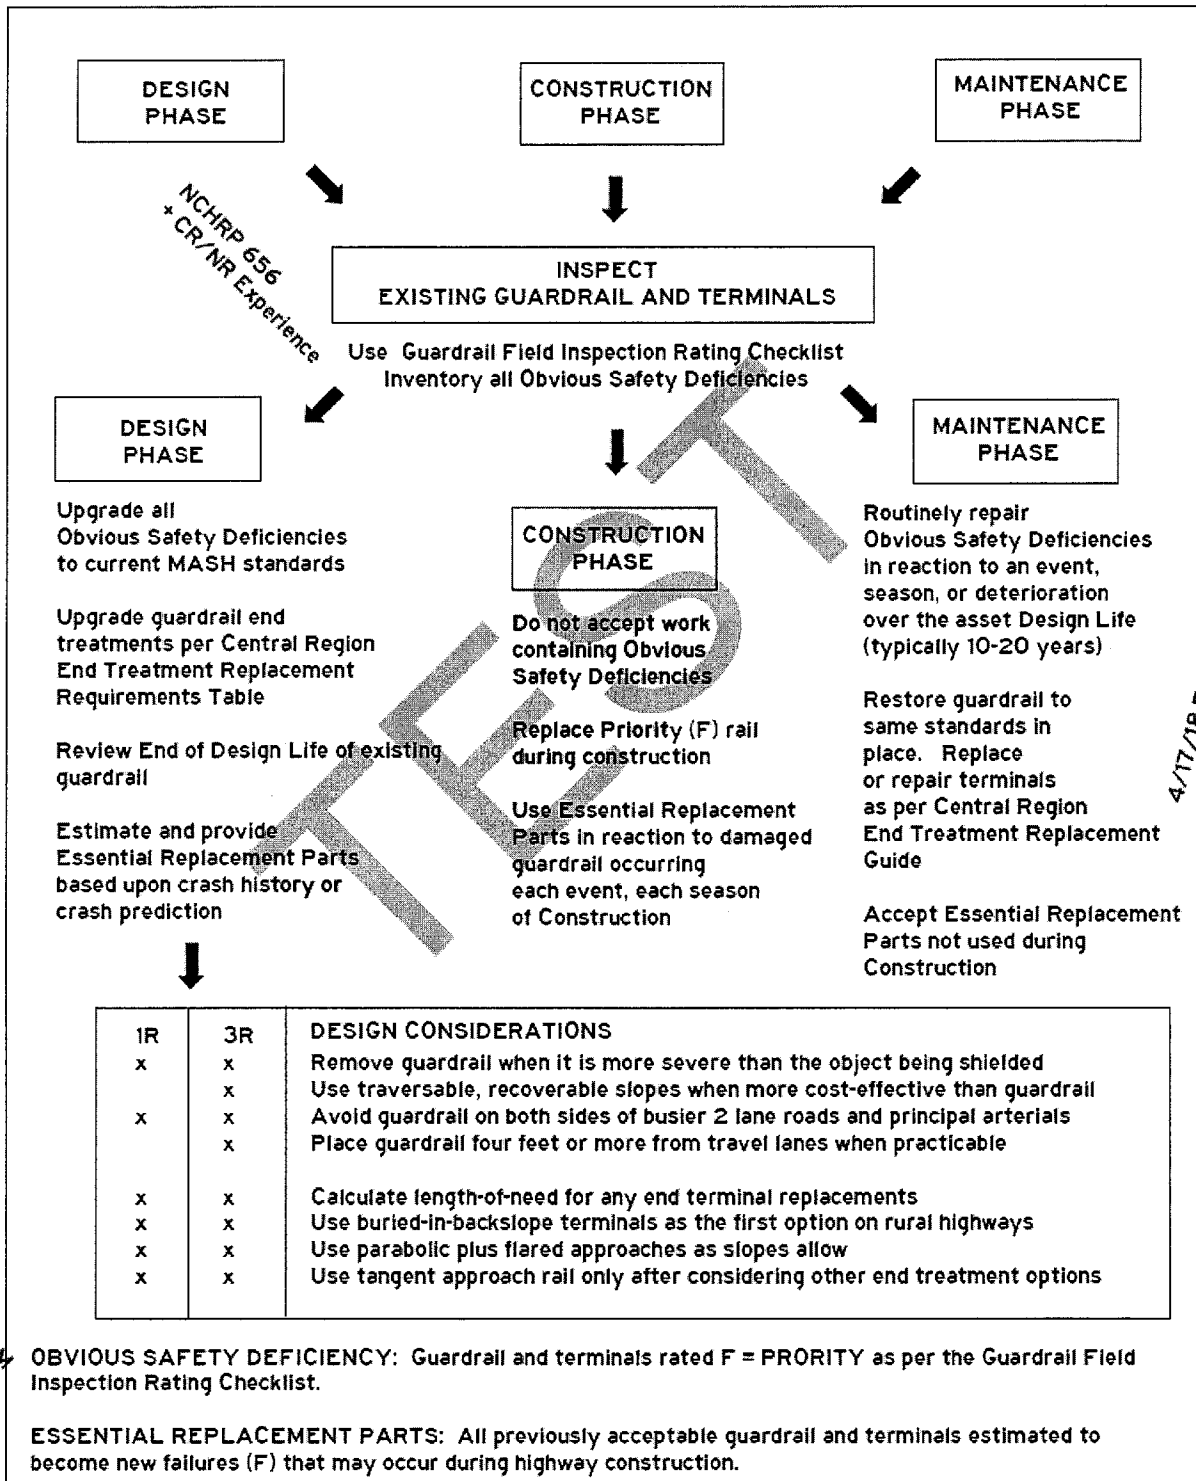 DESIGN
PHASE
CONSTRUCTION
PHASE
MAINTENANCE
PHASE
NCHRP 656
+ CR/NR Experience
INSPECT
EXISTING GUARDRAIL AND TERMINALS
Use Guardrail Field Inspection Rating Checklist
Inventory all Obvious Safety Deficiencies
DESIGN
PHASE
Upgrade all
Obvious Safety Deficiencies
to current MASH standards
Upgrade guardrail end
treatments per Central Region
End Treatment Replacement
Requirements Table
Review End of Design Life of existing
guardrail
Estimate and provide
Essential Replacement Parts
based upon crash history or
crash prediction
CONSTRUCTION
PHASE
Do not accept work
containing Obvious
Safety Deficiencies
Replace Priority (F) rail
during construction
Use Essential Replacement
Parts in reaction to damaged
guardrail occurring
each event, each season
of Construction
MAINTENANCE
PHASE
Routinely repair
Obvious Safety Deficiencies
in reaction to an event,
season, or deterioration
over the asset Design Life
(typically 10-20 years)
Restore guardrail to
same standards in
place. Replace
or repair terminals
as per Central Region
End Treatment Replacement
Guide
Accept Essential Replacement
Parts not used during
Construction
TEST
4/17/18
1R 3R DESIGN CONSIDERATIONS
x x Remove guardrail when it is more severe than the object being shielded
x Use traversable, recoverable slopes when more cost-effective than guardrail
x x Avoid guardrail on both sides of busier 2 lane roads and principal arterials
x Place guardrail four feet or more from travel lanes when practicable
x x Calculate length-of-need for any end terminal replacements
x x Use buried-in-backslope terminals as the first option on rural highways
x x Use parabolic plus flared approaches as slopes allow
x x Use tangent approach rail only after considering other end treatment options
OBVIOUS SAFETY DEFICIENCY: Guardrail and terminals rated F = PRORITY as per the Guardrail Field
Inspection Rating Checklist.
ESSENTIAL REPLACEMENT PARTS: All previously acceptable guardrail and terminals estimated to
become new failures (F) that may occur during highway construction.